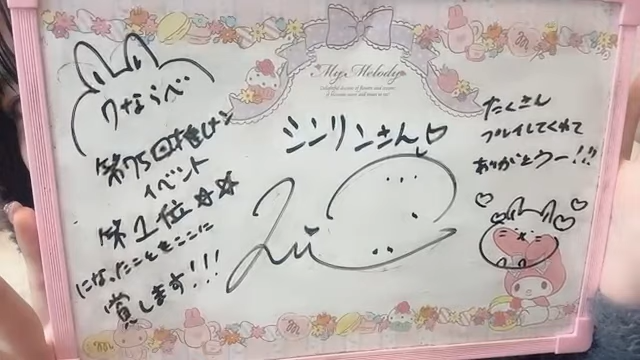 My Melody
7ならべ
第75回推しン
イベント
第1位☆☆
になったことをここに
賞します!!!
シンリンさん♡
たくさん
プレイしてくれて
ありがとウー!!